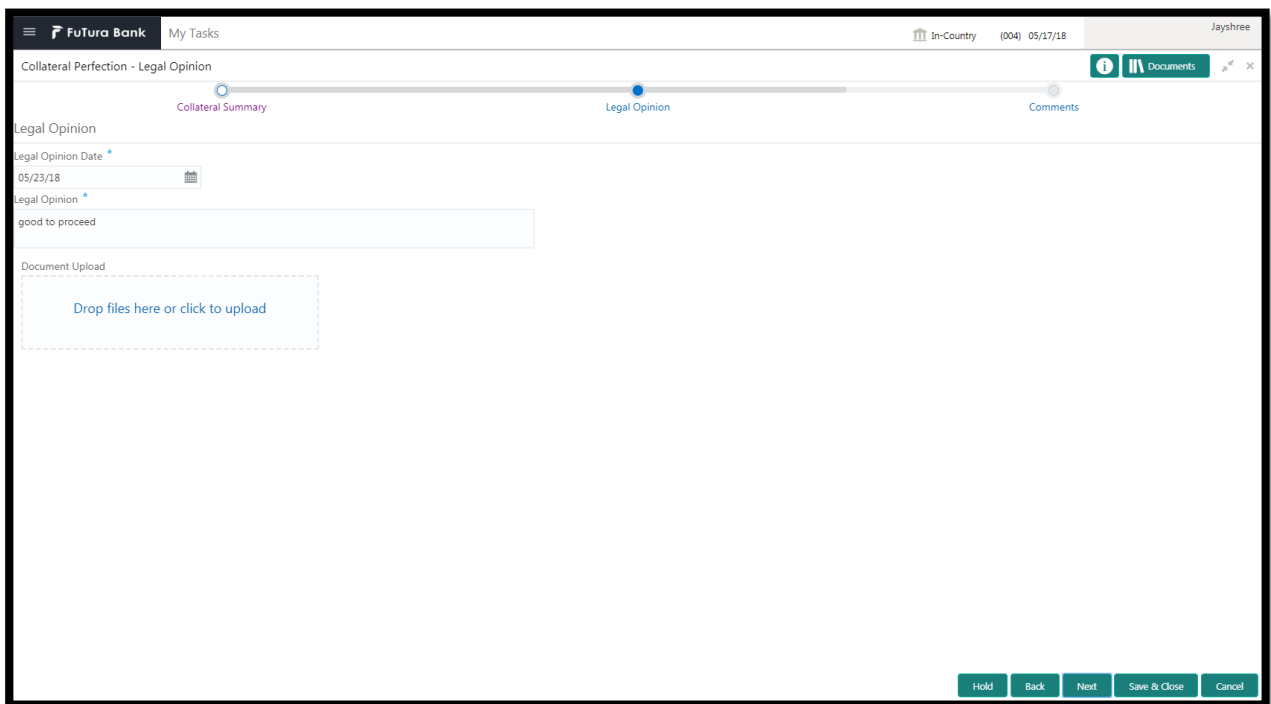 FuTura Bank My Tasks In-Country (004) 05/17/18 Jayshree
Collateral Perfection - Legal Opinion i Documents
Collateral Summary Legal Opinion Comments
Legal Opinion
Legal Opinion Date *
05/23/18
Legal Opinion *
good to proceed
Document Upload
Drop files here or click to upload
Hold Back Next Save & Close Cancel